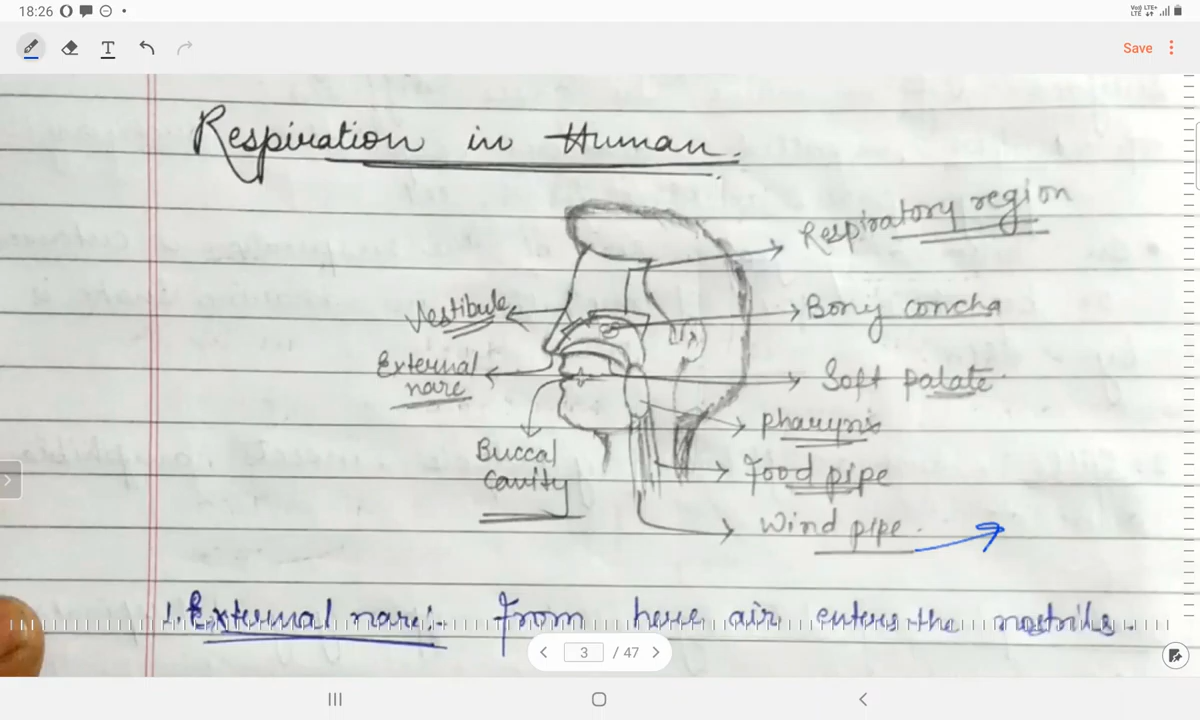 18:26
Save
Respiration in Human.
Respiratory region
Vestibule
Bony concha
External
nare
Soft palate
Pharynx
Buccal
Cavity
Food pipe
Wind pipe.
1. External nare:- From here air enters the nostrils.
3 / 47